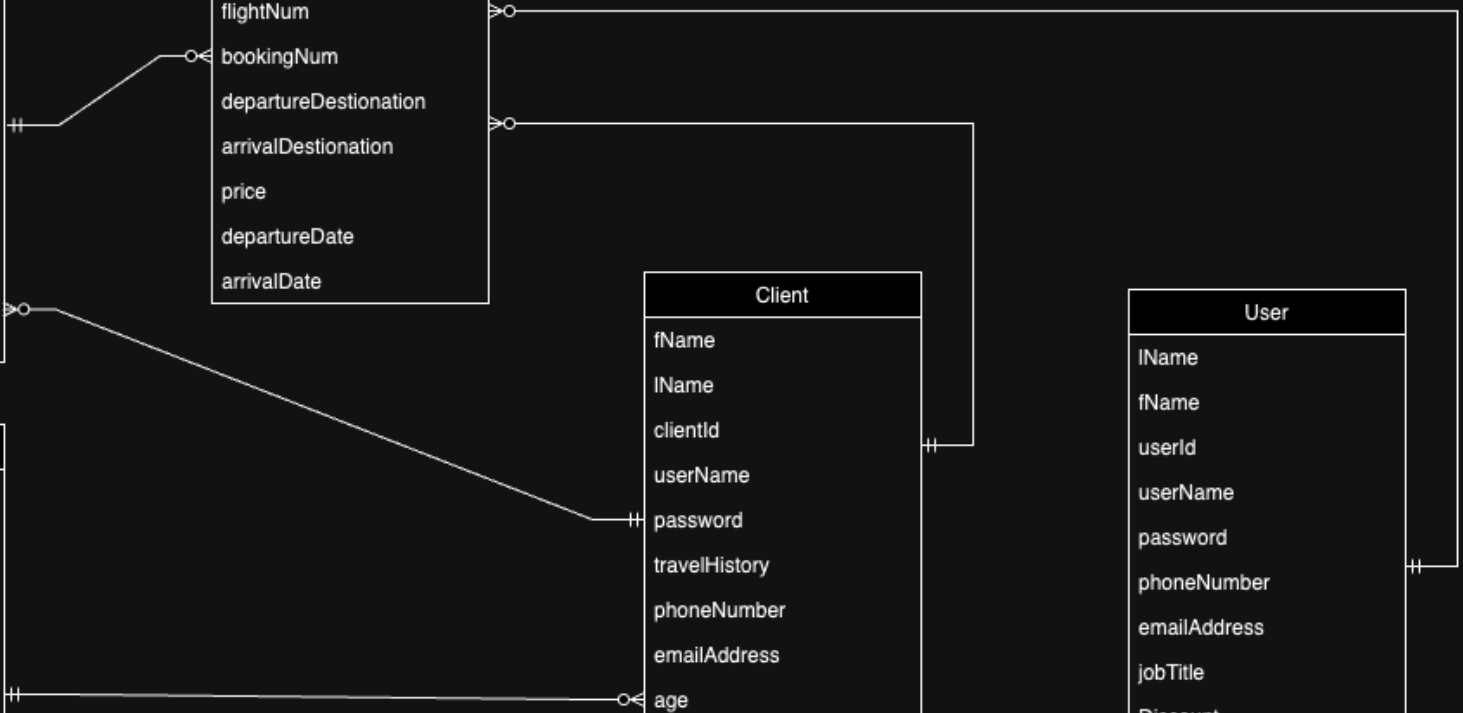 flightNum
bookingNum
departureDestionation
arrivalDestionation
price
departureDate
arrivalDate
Client
fName
lName
clientId
userName
password
travelHistory
phoneNumber
emailAddress
age
User
lName
fName
userId
userName
password
phoneNumber
emailAddress
jobTitle